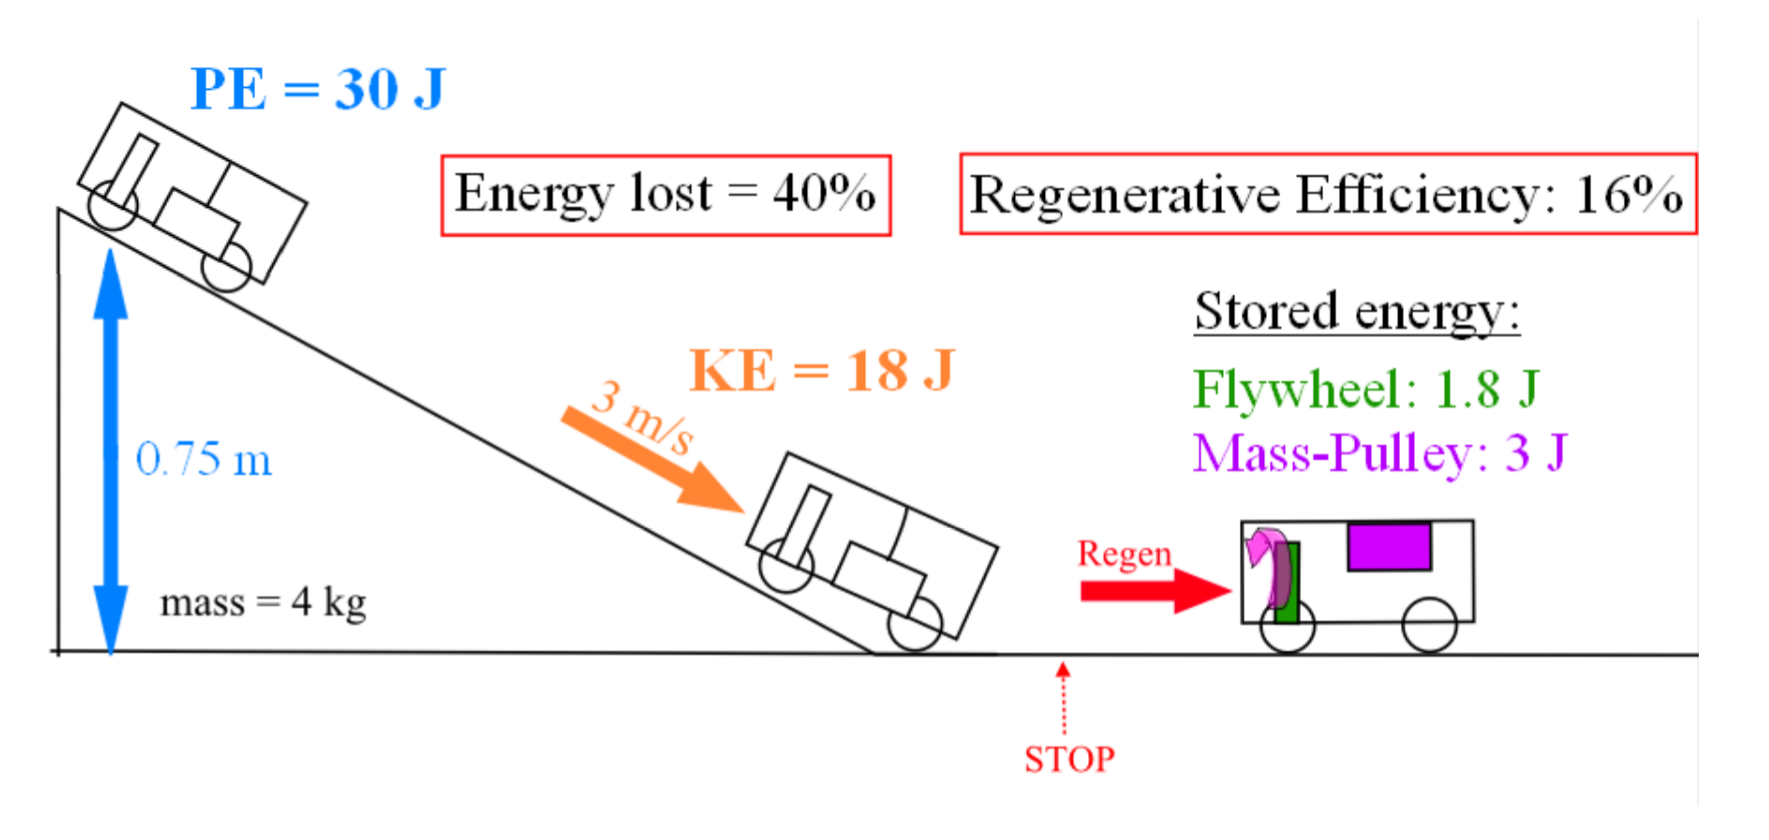 PE = 30 J
Energy lost = 40%
Regenerative Efficiency: 16%
Stored energy:
Flywheel: 1.8 J
Mass-Pulley: 3 J
KE = 18 J
3 m/s
0.75 m
mass = 4 kg
Regen
STOP